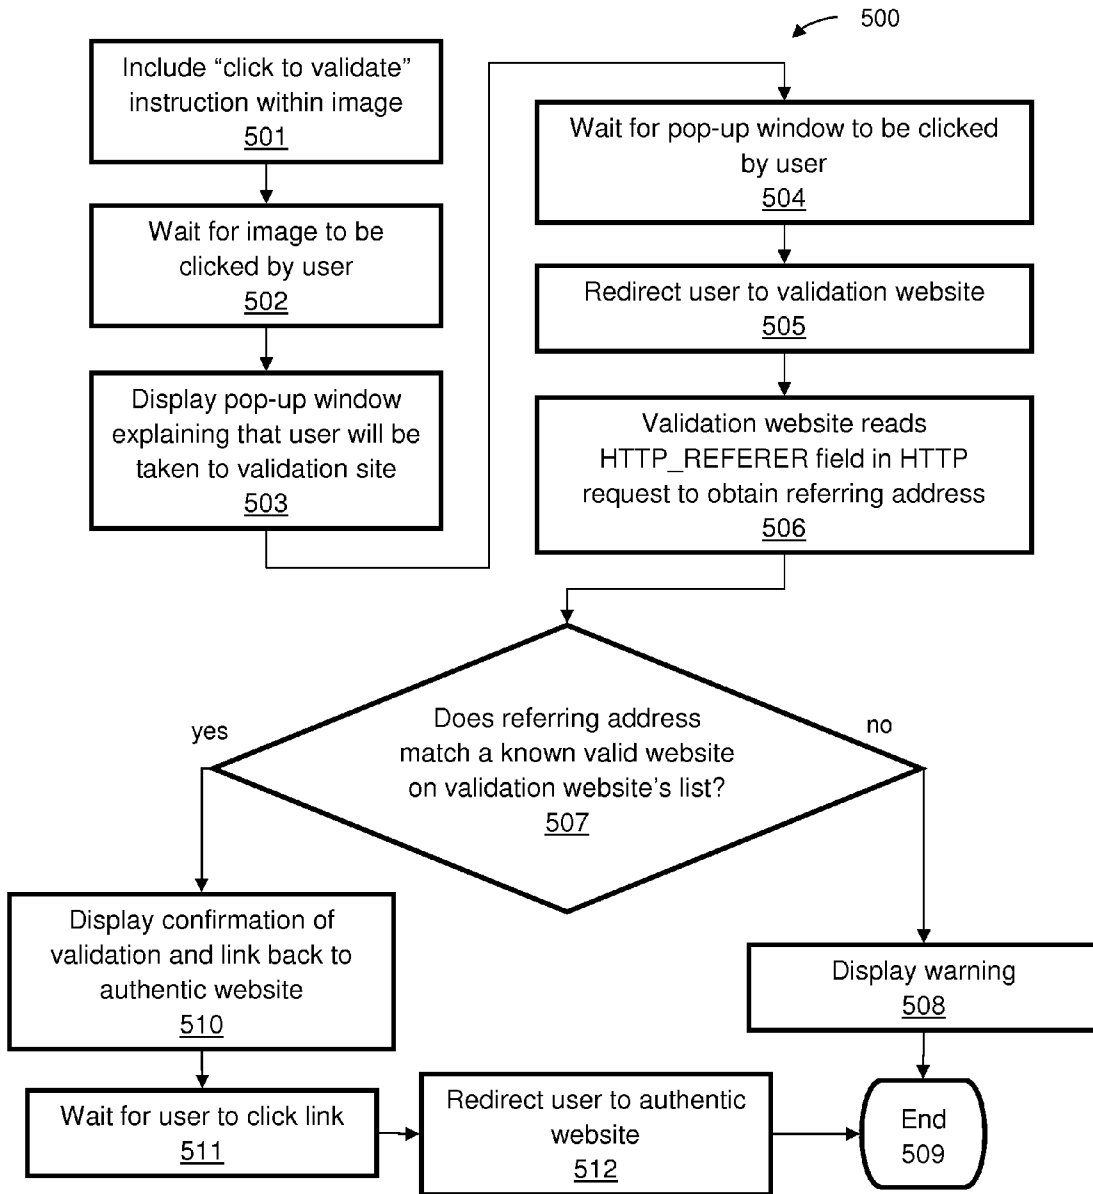 500
Include “click to validate”
instruction within image
501
Wait for image to be
clicked by user
502
Display pop-up window
explaining that user will be
taken to validation site
503
Wait for pop-up window to be clicked
by user
504
Redirect user to validation website
505
Validation website reads
HTTP_REFERER field in HTTP
request to obtain referring address
506
Does referring address
match a known valid website
on validation website’s list?
507
yes
no
Display confirmation of
validation and link back to
authentic website
510
Display warning
508
Wait for user to click link
511
Redirect user to authentic
website
512
End
509